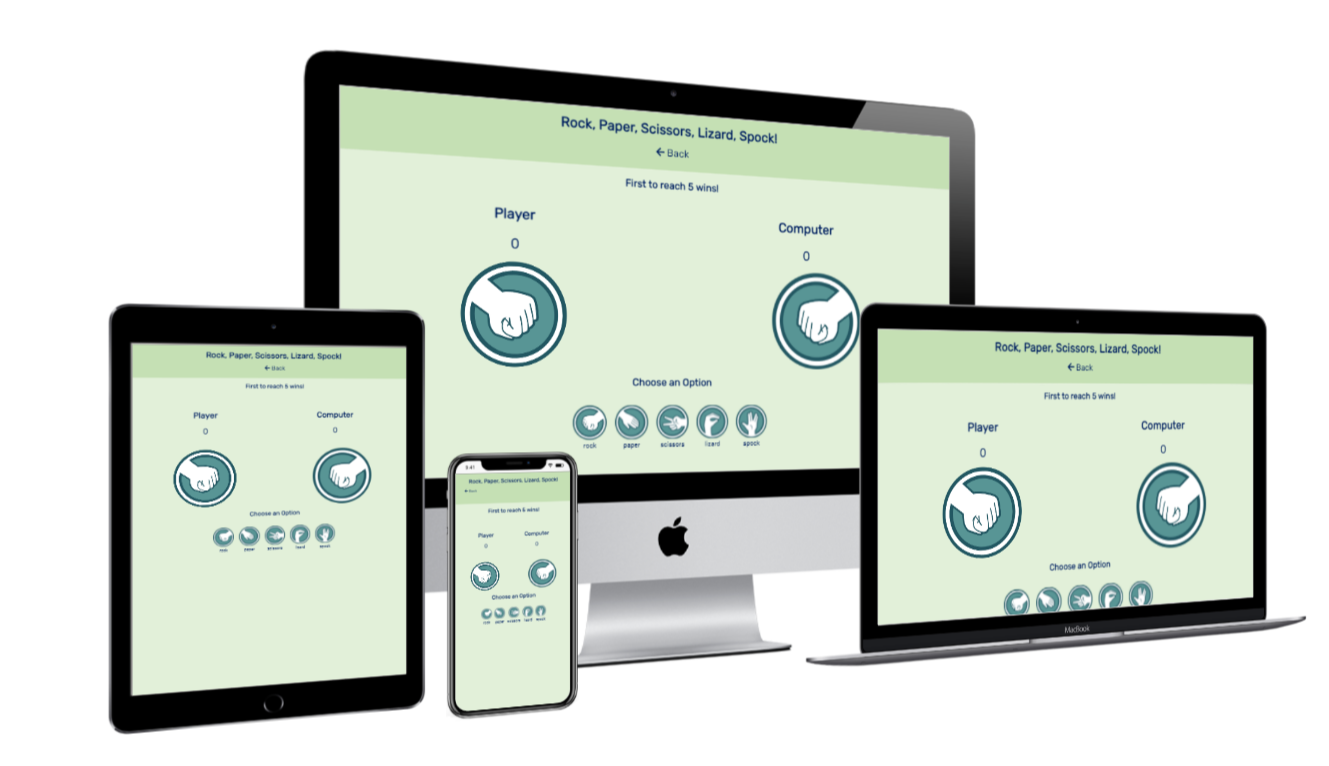 Rock, Paper, Scissors, Lizard, Spock!
← Back
First to reach 5 wins!
Player
Computer
0
0
Choose an Option
rock paper scissors lizard spock
Rock, Paper, Scissors, Lizard, Spock!
← Back
First to reach 5 wins!
Player Computer
0 0
Choose an Option
rock paper scissors lizard spock
9:41
Rock, Paper, Scissors, Lizard, Spock!
← Back
First to reach 5 wins!
Player Computer
0 0
Choose an Option
rock paper scissors lizard spock
Rock, Paper, Scissors, Lizard, Spock!
← Back
First to reach 5 wins!
Player Computer
0 0
Choose an Option
MacBook